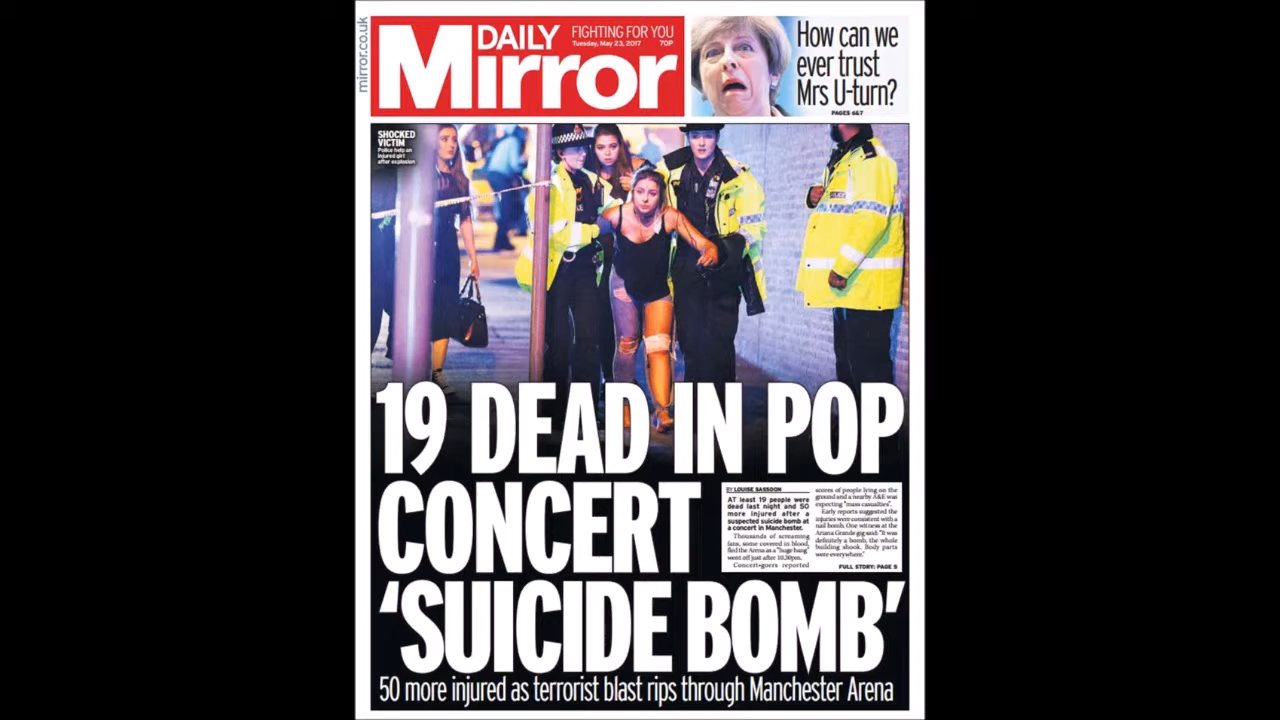 mirror.co.uk
DAILY
Mirror
FIGHTING FOR YOU
Tuesday, May 23, 2017 70P
How can we
ever trust
Mrs U-turn?
PAGES 6&7
SHOCKED
VICTIM
Police help an
injured girl
after explosion
19 DEAD IN POP
CONCERT
'SUICIDE BOMB'
BY LOUISE SASSOON
AT least 19 people were
dead last night and 50
more injured after a
suspected suicide bomb at
a concert in Manchester.
Thousands of screaming
fans, some covered in blood,
fled the Arena as a "huge bang"
went off just after 10.30pm.
Concert-goers reported
scores of people lying on the
ground and a nearby A&E was
expecting "mass casualties".
Early reports suggested the
injuries were consistent with a
nail bomb. One witness at the
Ariana Grande gig said: "It was
definitely a bomb, the whole
building shook. Body parts
were everywhere."
FULL STORY: PAGE 5
50 more injured as terrorist blast rips through Manchester Arena